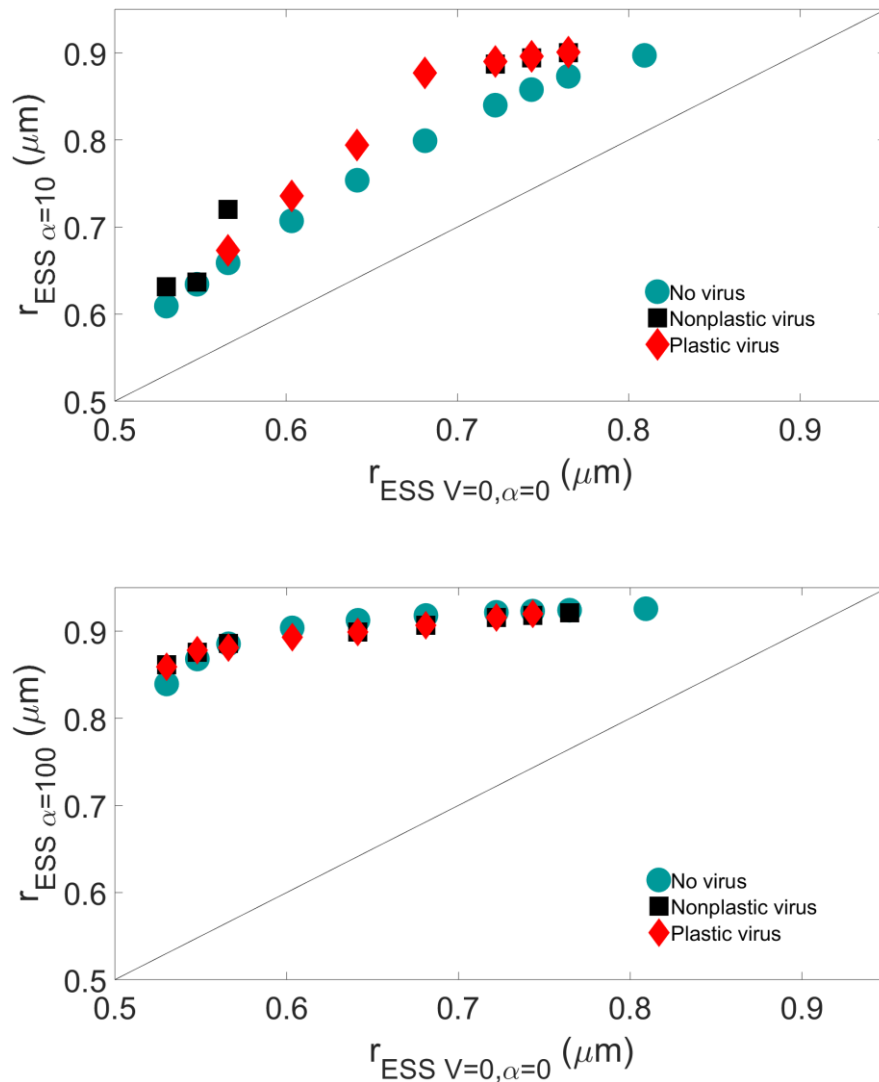 0.9
0.8
0.7
0.6
0.5
r_ESS α=10 (μm)
No virus
Nonplastic virus
Plastic virus
0.5 0.6 0.7 0.8 0.9
r_ESS V=0,α=0 (μm)
0.9
0.8
0.7
0.6
0.5
r_ESS α=100 (μm)
No virus
Nonplastic virus
Plastic virus
0.5 0.6 0.7 0.8 0.9
r_ESS V=0,α=0 (μm)